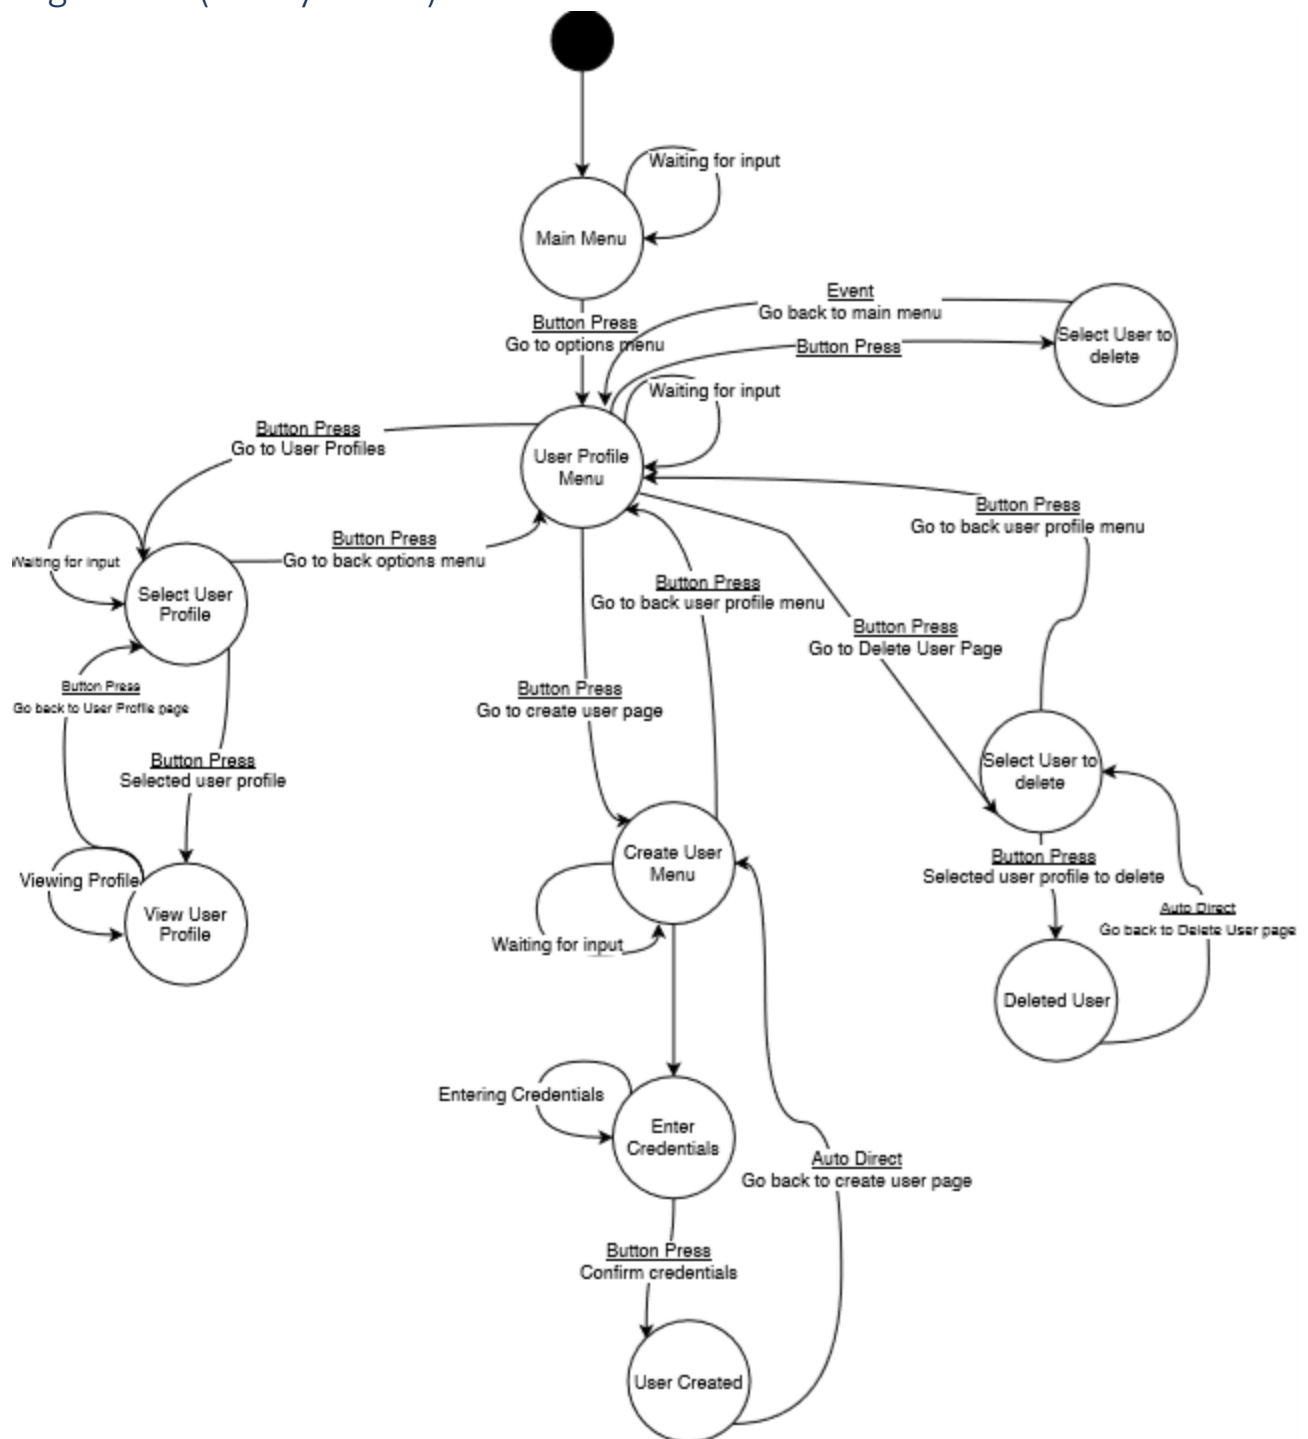 Waiting for input
Main Menu
Event
Go back to main menu
Button Press
Go to options menu
Button Press
Select User to
delete
Waiting for input
Button Press
Go to User Profiles
User Profile
Menu
Button Press
Go to back user profile menu
Button Press
Go to back options menu
Waiting for input
Select User
Profile
Button Press
Go to back user profile menu
Button Press
Go to Delete User Page
Button Press
Go back to User Profile page
Button Press
Go to create user page
Button Press
Selected user profile
Select User to
delete
Create User
Menu
Button Press
Selected user profile to delete
Viewing Profile
View User
Profile
Auto Direct
Go back to Delete User page
Waiting for input
Deleted User
Entering Credentials
Enter
Credentials
Auto Direct
Go back to create user page
Button Press
Confirm credentials
User Created